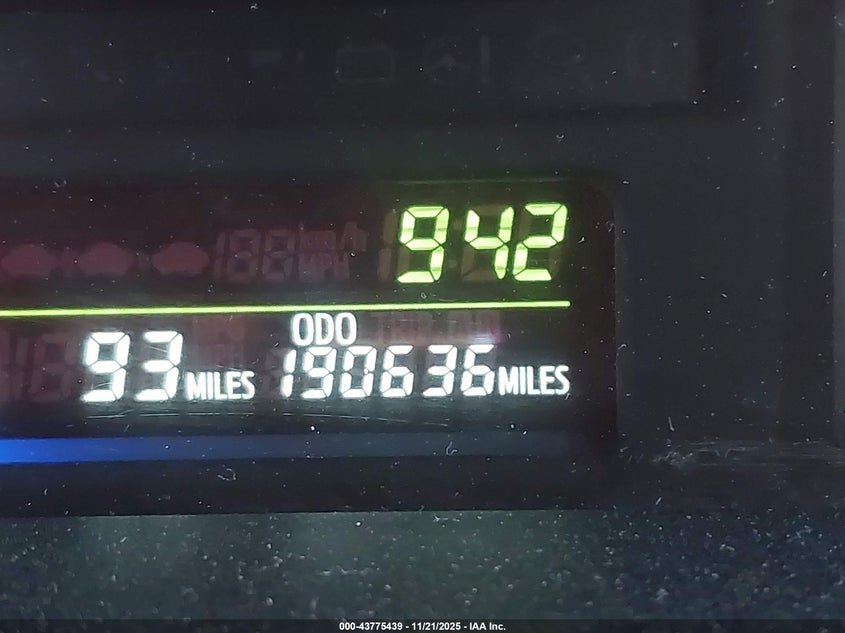 942
ODO
93 MILES 190636 MILES
000-43775439 - 11/21/2025 - IAA Inc.